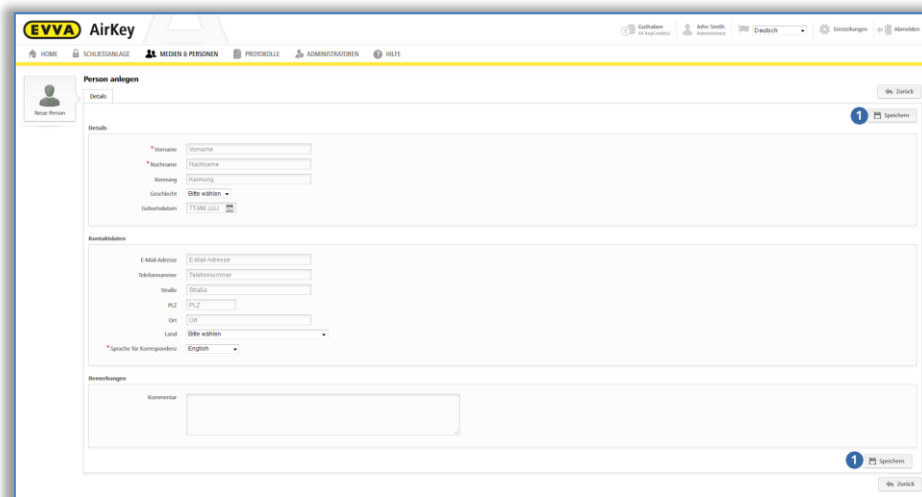 EVVA AirKey
Guthaben
44 KeyCredit(s)
John Smith
Administrator
Deutsch
Einstellungen
Abmelden
HOME SCHLIESSANLAGE MEDIEN & PERSONEN PROTOKOLLE ADMINISTRATOREN HILFE
Neue Person
Person anlegen
Details
Zurück
1 Speichern
Details
* Vorname Vorname
* Nachname Nachname
Kennung Kennung
Geschlecht Bitte wählen
Geburtsdatum TT.MM.JJJJ
Kontaktdaten
E-Mail-Adresse E-Mail-Adresse
Telefonnummer Telefonnummer
Straße Straße
PLZ PLZ
Ort Ort
Land Bitte wählen
* Sprache für Korrespondenz English
Bemerkungen
Kommentar
1 Speichern
Zurück